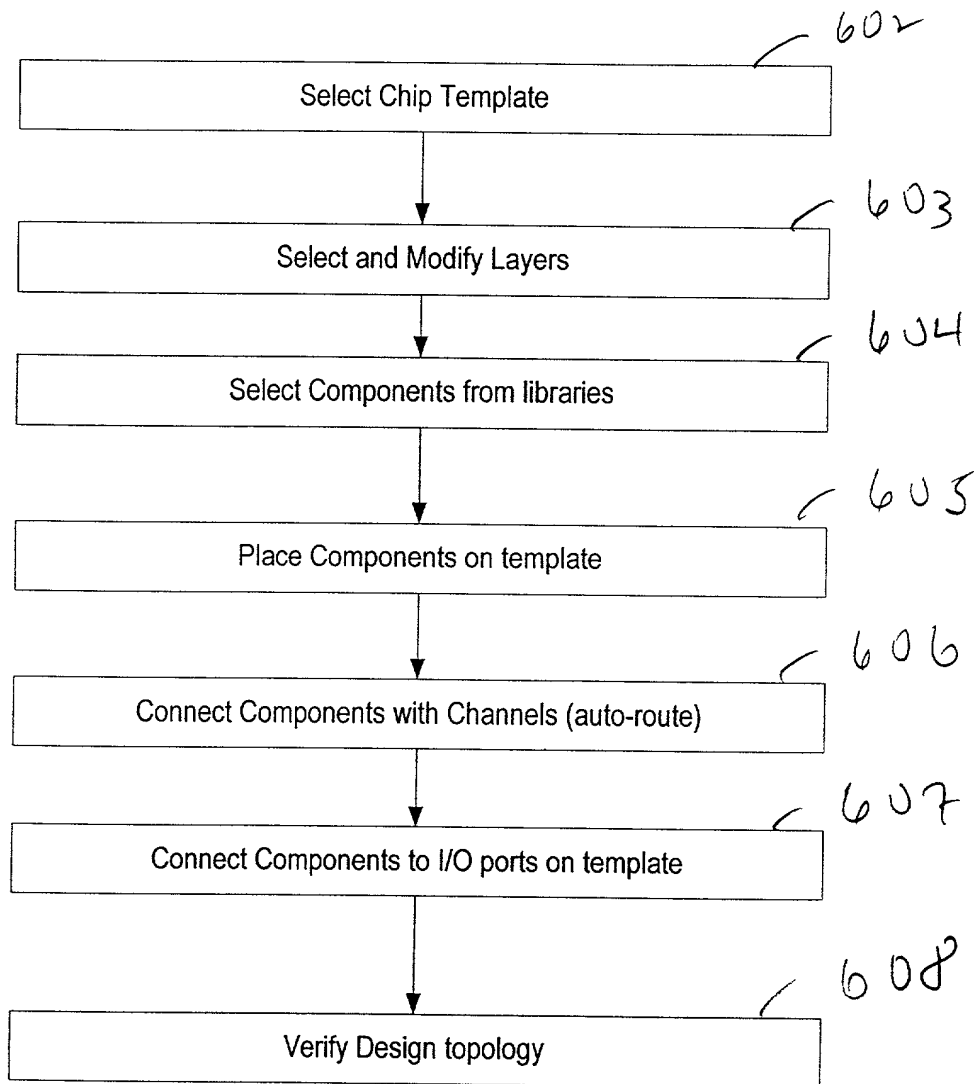 602
Select Chip Template
603
Select and Modify Layers
604
Select Components from libraries
605
Place Components on template
606
Connect Components with Channels (auto-route)
607
Connect Components to I/O ports on template
608
Verify Design topology